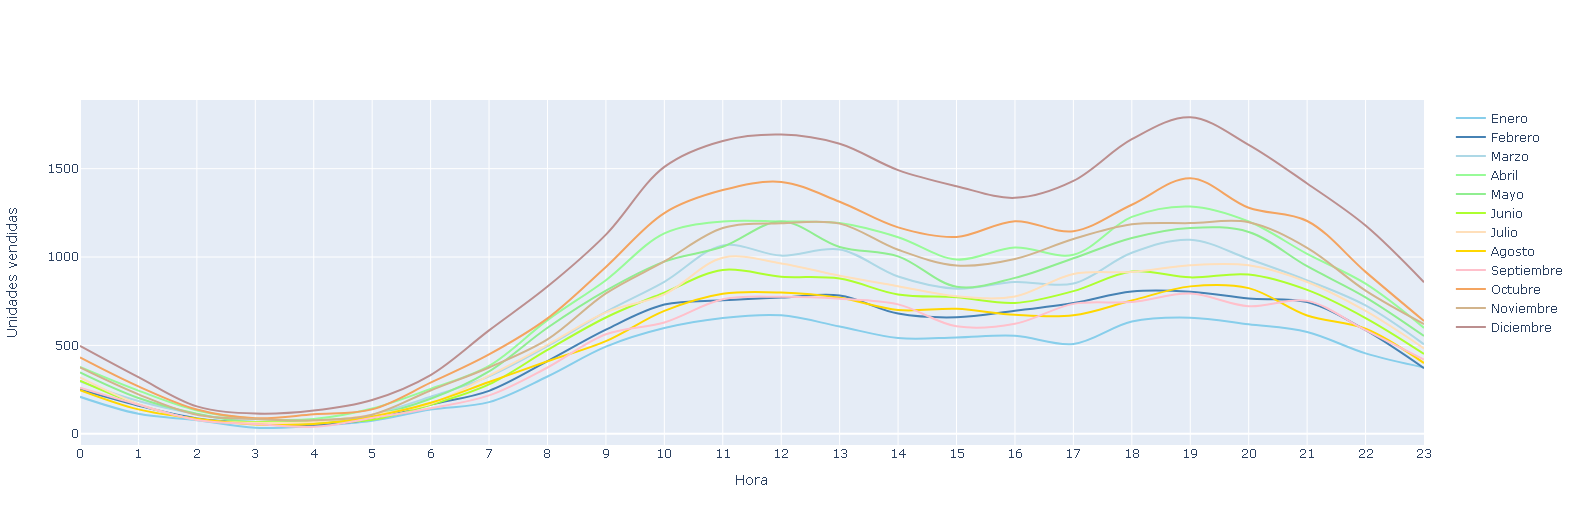 Unidades vendidas
1500
1000
500
0
0 1 2 3 4 5 6 7 8 9 10 11 12 13 14 15 16 17 18 19 20 21 22 23
Hora
Enero
Febrero
Marzo
Abril
Mayo
Junio
Julio
Agosto
Septiembre
Octubre
Noviembre
Diciembre